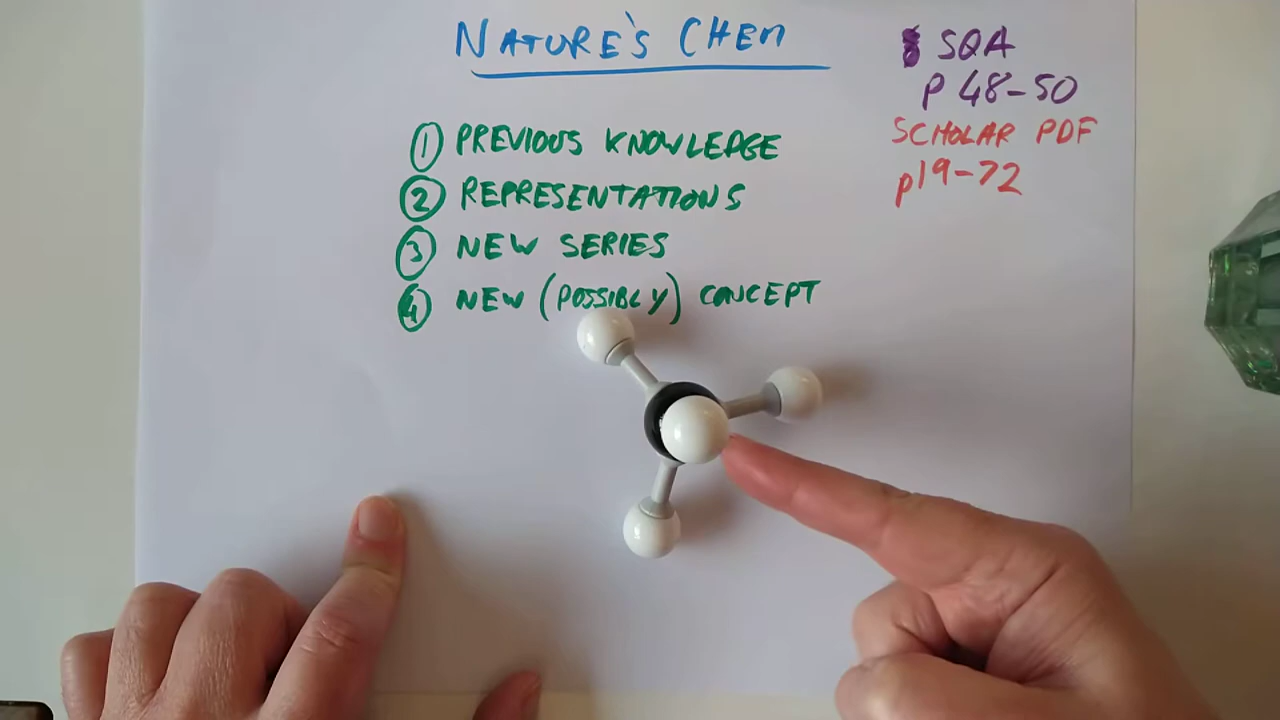 NATURE'S CHEM
① PREVIOUS KNOWLEDGE
② REPRESENTATIONS
③ NEW SERIES
④ NEW (POSSIBLY) CONCEPT
SQA
p 48-50
SCHOLAR PDF
p19-72